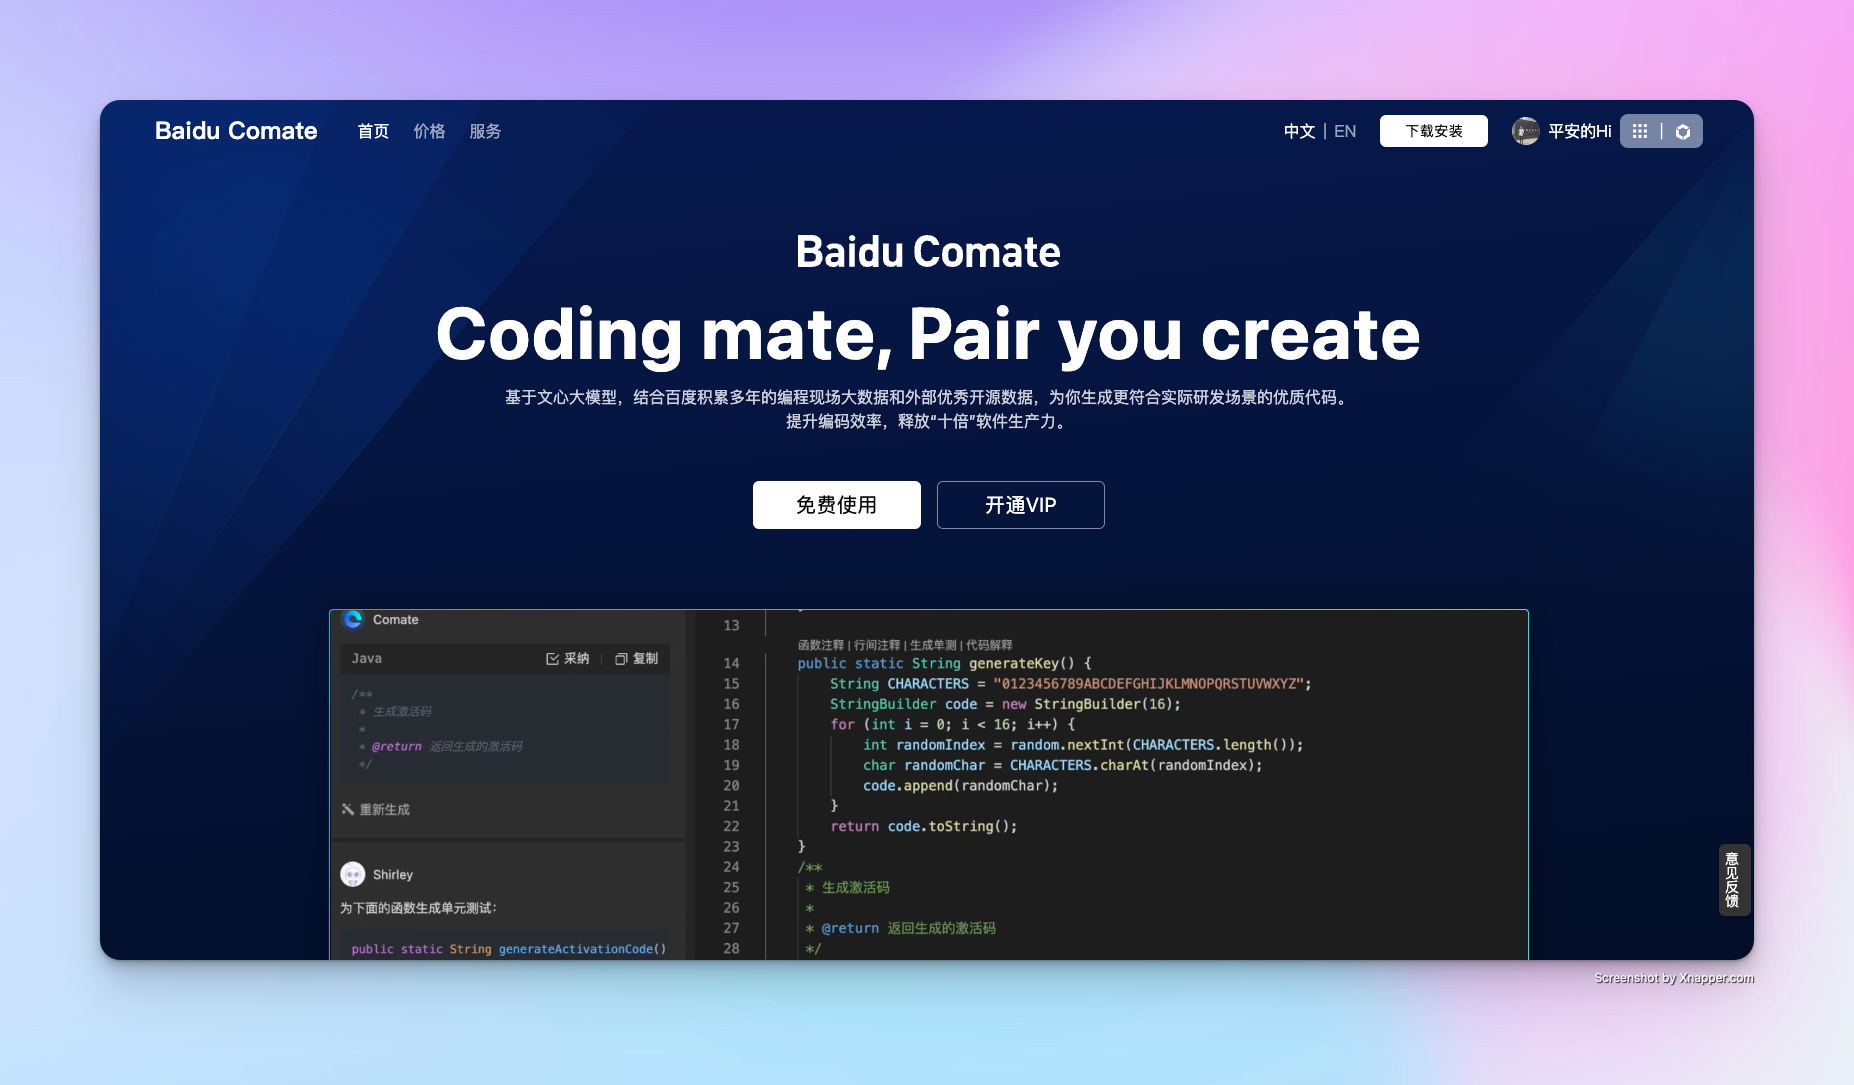 Baidu Comate 首页 价格 服务 中文 | EN 下载安装 平安的Hi
Baidu Comate
Coding mate, Pair you create
基于文心大模型，结合百度积累多年的编程现场大数据和外部优秀开源数据，为你生成更符合实际研发场景的优质代码。
提升编码效率，释放“十倍”软件生产力。
免费使用 开通VIP
Comate
Java 采纳 复制
/**
* 生成激活码
*
* @return 返回生成的激活码
*/
重新生成
Shirley
为下面的函数生成单元测试：
public static String generateActivationCode()
13
函数注释 | 行间注释 | 生成单测 | 代码解释
14 public static String generateKey() {
15 String CHARACTERS = "0123456789ABCDEFGHIJKLMNOPQRSTUVWXYZ";
16 StringBuilder code = new StringBuilder(16);
17 for (int i = 0; i < 16; i++) {
18 int randomIndex = random.nextInt(CHARACTERS.length());
19 char randomChar = CHARACTERS.charAt(randomIndex);
20 code.append(randomChar);
21 }
22 return code.toString();
23 }
24 /**
25 * 生成激活码
26 *
27 * @return 返回生成的激活码
28 */
意见反馈
Screenshot by Xnapper.com